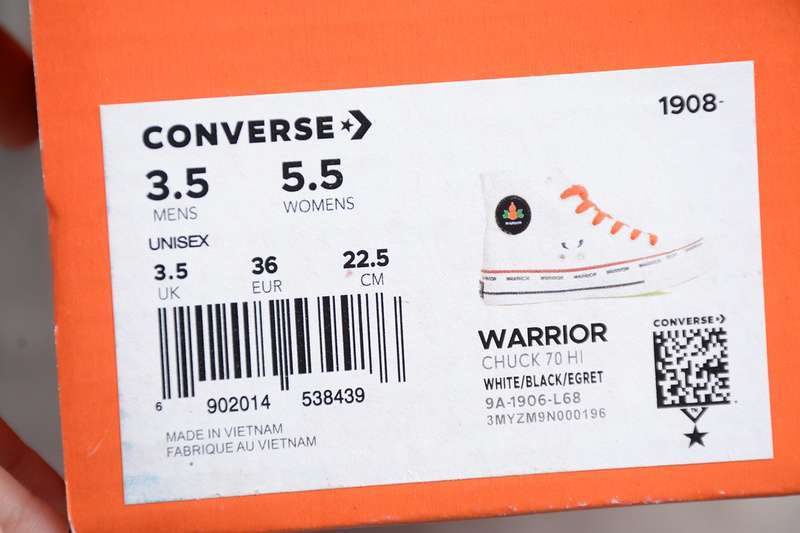 CONVERSE
1908-
3.5 5.5
MENS WOMENS
UNISEX
3.5 36 22.5
UK EUR CM
6 902014 538439
MADE IN VIETNAM
FABRIQUE AU VIETNAM
WARRIOR
CHUCK 70 HI
WHITE/BLACK/EGRET
9A-1906-L68
3MYZM9N000196
CONVERSE
TM